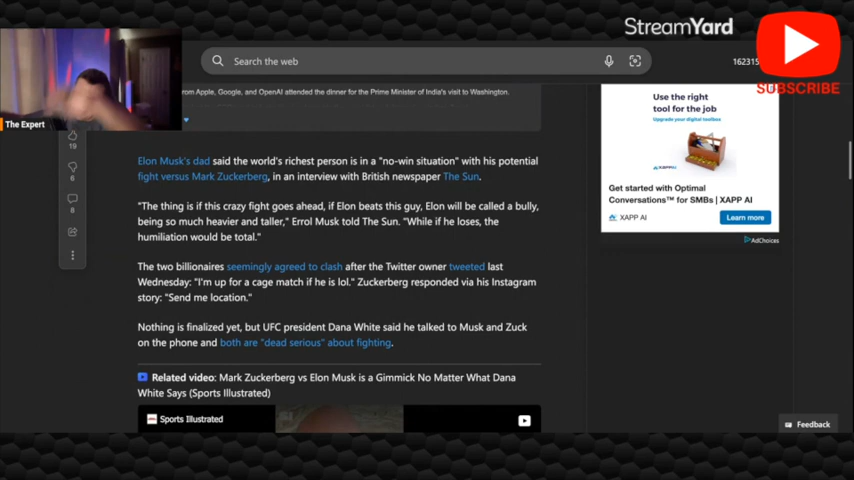 StreamYard
Search the web
162315
SUBSCRIBE
The Expert
rom Apple, Google, and OpenAI attended the dinner for the Prime Minister of India's visit to Washington.
19
6
8
Elon Musk's dad said the world's richest person is in a "no-win situation" with his potential
fight versus Mark Zuckerberg, in an interview with British newspaper The Sun.
"The thing is if this crazy fight goes ahead, if Elon beats this guy, Elon will be called a bully,
being so much heavier and taller," Errol Musk told The Sun. "While if he loses, the
humiliation would be total."
The two billionaires seemingly agreed to clash after the Twitter owner tweeted last
Wednesday: "I'm up for a cage match if he is lol." Zuckerberg responded via his Instagram
story: "Send me location."
Nothing is finalized yet, but UFC president Dana White said he talked to Musk and Zuck
on the phone and both are "dead serious" about fighting.
Related video: Mark Zuckerberg vs Elon Musk is a Gimmick No Matter What Dana
White Says (Sports Illustrated)
Sports Illustrated
Use the right
tool for the job
Upgrade your digital toolbox
XAPP AI
Get started with Optimal
Conversations™ for SMBs | XAPP AI
XAPP AI
Learn more
AdChoices
Feedback